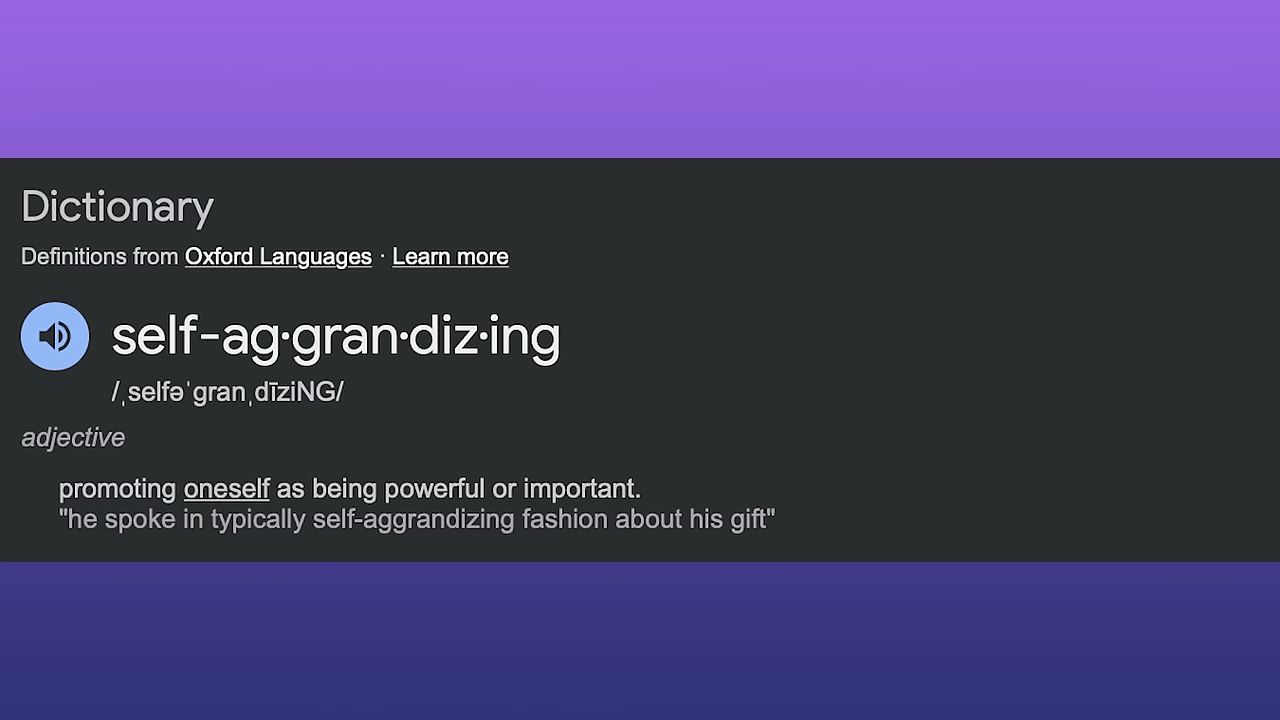 Dictionary
Definitions from Oxford Languages · Learn more
self-ag·gran·diz·ing
/ˌselfəˈɡranˌdīziNG/
adjective
promoting oneself as being powerful or important.
"he spoke in typically self-aggrandizing fashion about his gift"